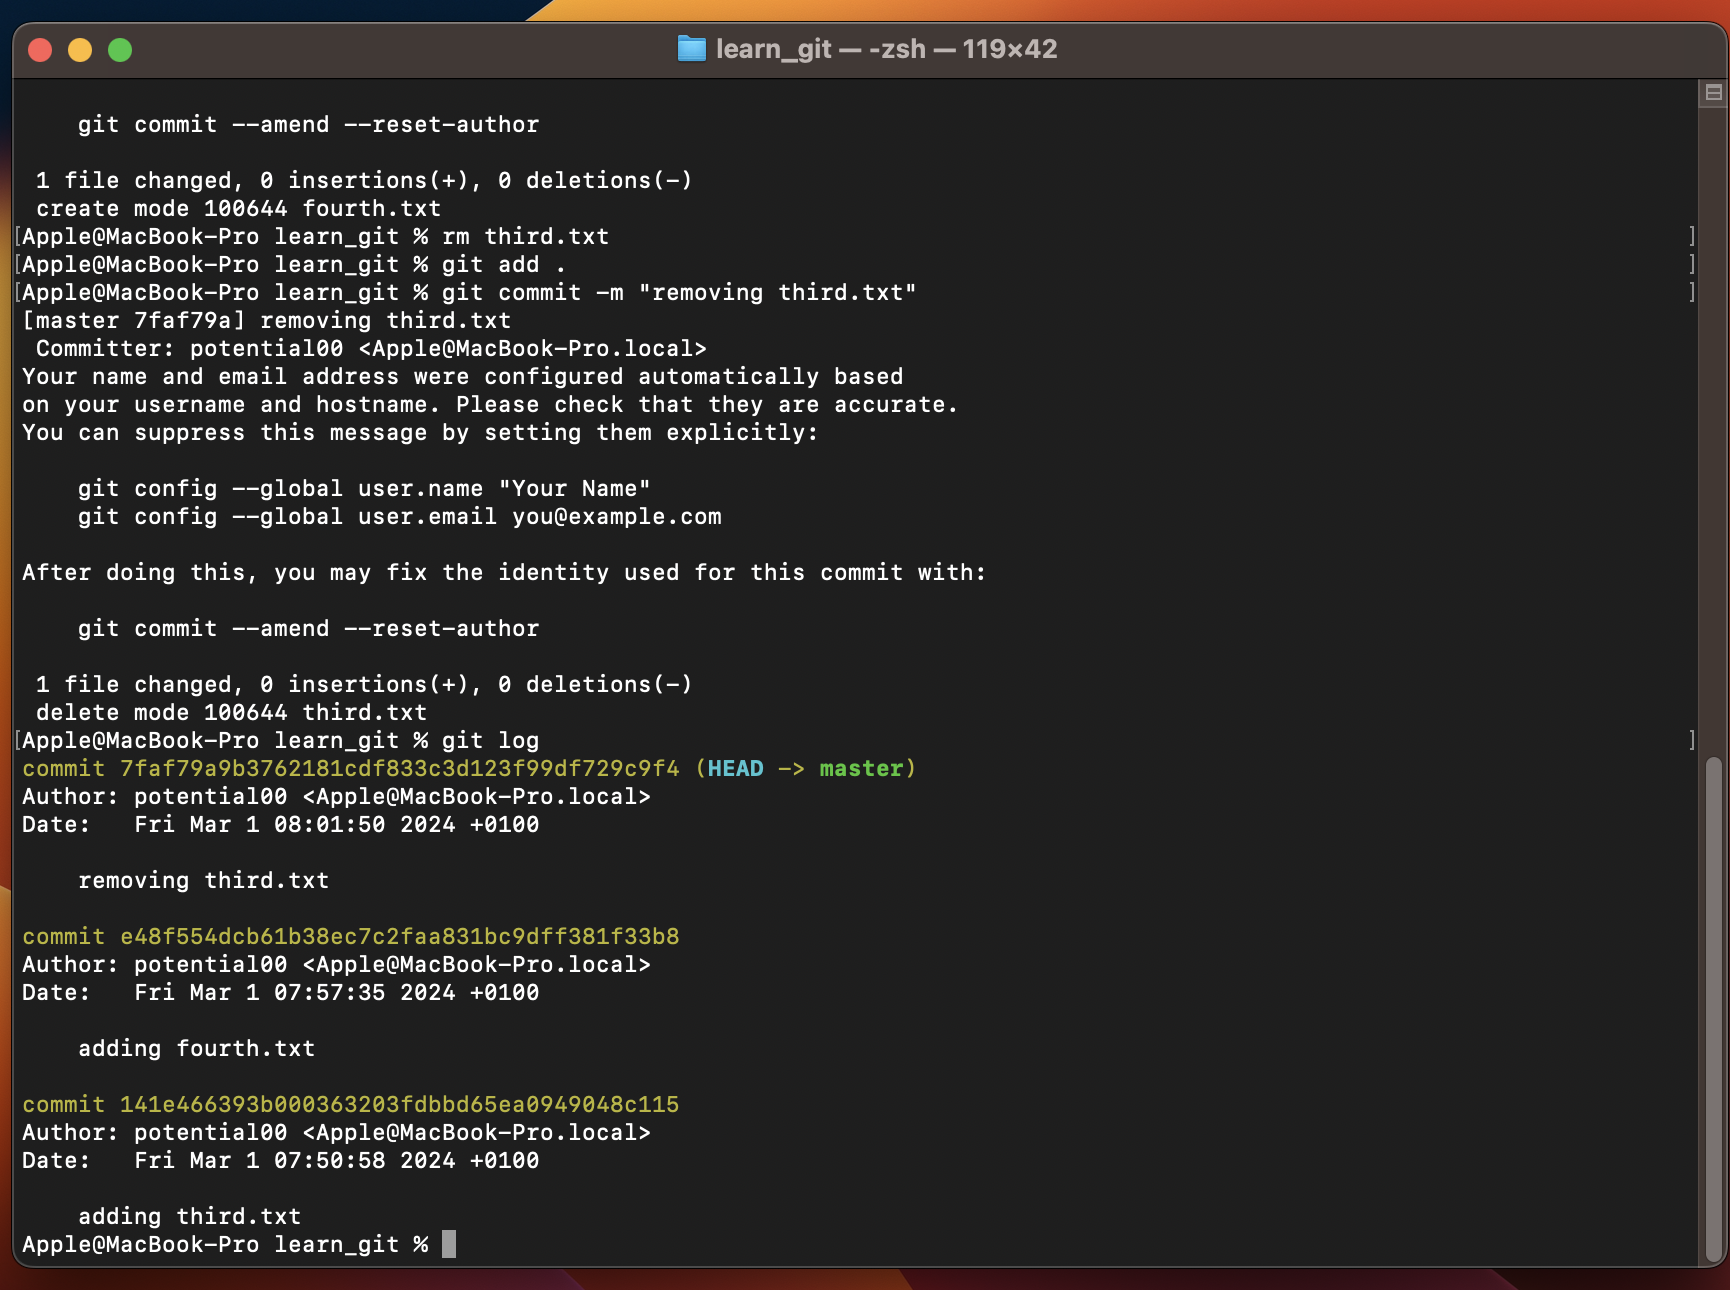 learn_git — -zsh — 119×42
git commit --amend --reset-author
1 file changed, 0 insertions(+), 0 deletions(-)
create mode 100644 fourth.txt
[Apple@MacBook-Pro learn_git % rm third.txt ]
[Apple@MacBook-Pro learn_git % git add . ]
[Apple@MacBook-Pro learn_git % git commit -m "removing third.txt" ]
[master 7faf79a] removing third.txt
Committer: potential00 <Apple@MacBook-Pro.local>
Your name and email address were configured automatically based
on your username and hostname. Please check that they are accurate.
You can suppress this message by setting them explicitly:
git config --global user.name "Your Name"
git config --global user.email you@example.com
After doing this, you may fix the identity used for this commit with:
git commit --amend --reset-author
1 file changed, 0 insertions(+), 0 deletions(-)
delete mode 100644 third.txt
[Apple@MacBook-Pro learn_git % git log ]
commit 7faf79a9b3762181cdf833c3d123f99df729c9f4 (HEAD -> master)
Author: potential00 <Apple@MacBook-Pro.local>
Date:   Fri Mar 1 08:01:50 2024 +0100
removing third.txt
commit e48f554dcb61b38ec7c2faa831bc9dff381f33b8
Author: potential00 <Apple@MacBook-Pro.local>
Date:   Fri Mar 1 07:57:35 2024 +0100
adding fourth.txt
commit 141e466393b000363203fdbbd65ea0949048c115
Author: potential00 <Apple@MacBook-Pro.local>
Date:   Fri Mar 1 07:50:58 2024 +0100
adding third.txt
Apple@MacBook-Pro learn_git %